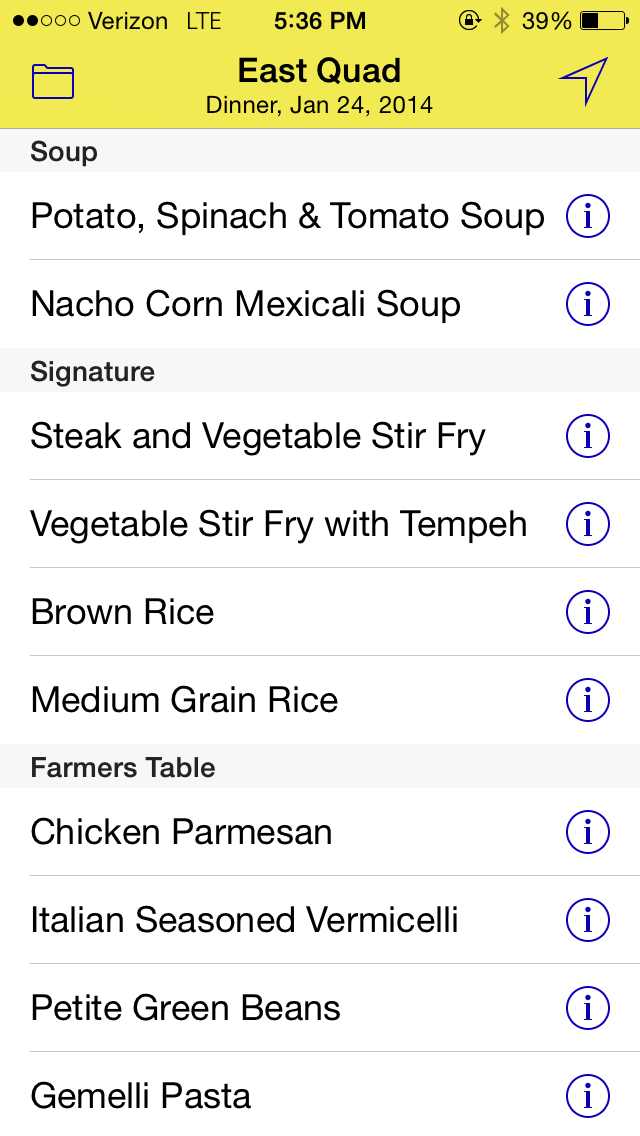 Verizon LTE 5:36 PM 39%
East Quad
Dinner, Jan 24, 2014
Soup
Potato, Spinach & Tomato Soup
Nacho Corn Mexicali Soup
Signature
Steak and Vegetable Stir Fry
Vegetable Stir Fry with Tempeh
Brown Rice
Medium Grain Rice
Farmers Table
Chicken Parmesan
Italian Seasoned Vermicelli
Petite Green Beans
Gemelli Pasta